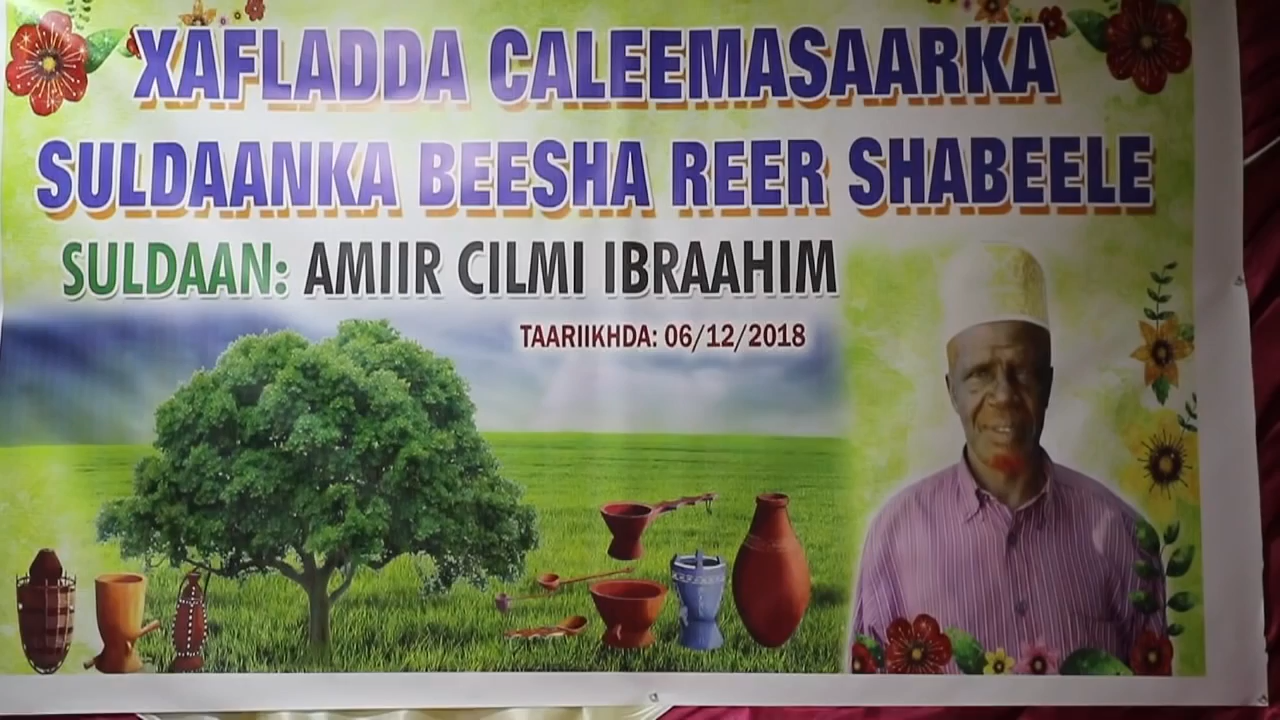 XAFLADDA CALEEMASAARKA
SULDAANKA BEESHA REER SHABEELE
SULDAAN: AMIIR CILMI IBRAAHIM
TAARIIKHDA: 06/12/2018